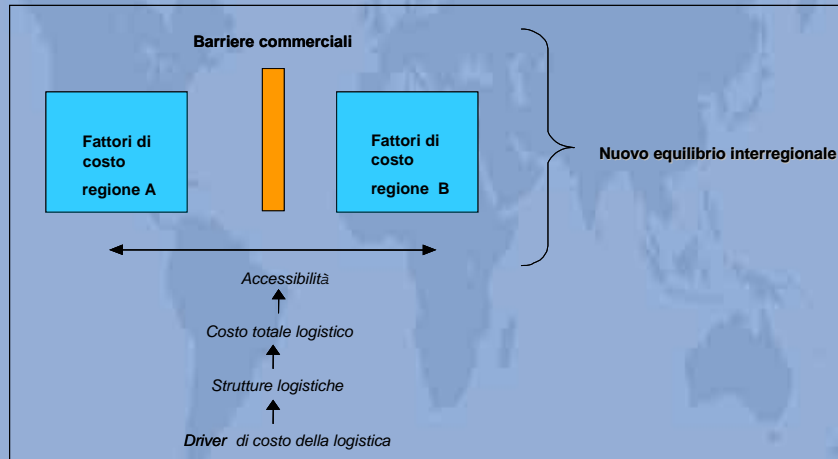 Barriere commerciali
Fattori di
costo
regione A
Fattori di
costo
regione B
Nuovo equilibrio interregionale
Accessibilità
Costo totale logistico
Strutture logistiche
Driver di costo della logistica